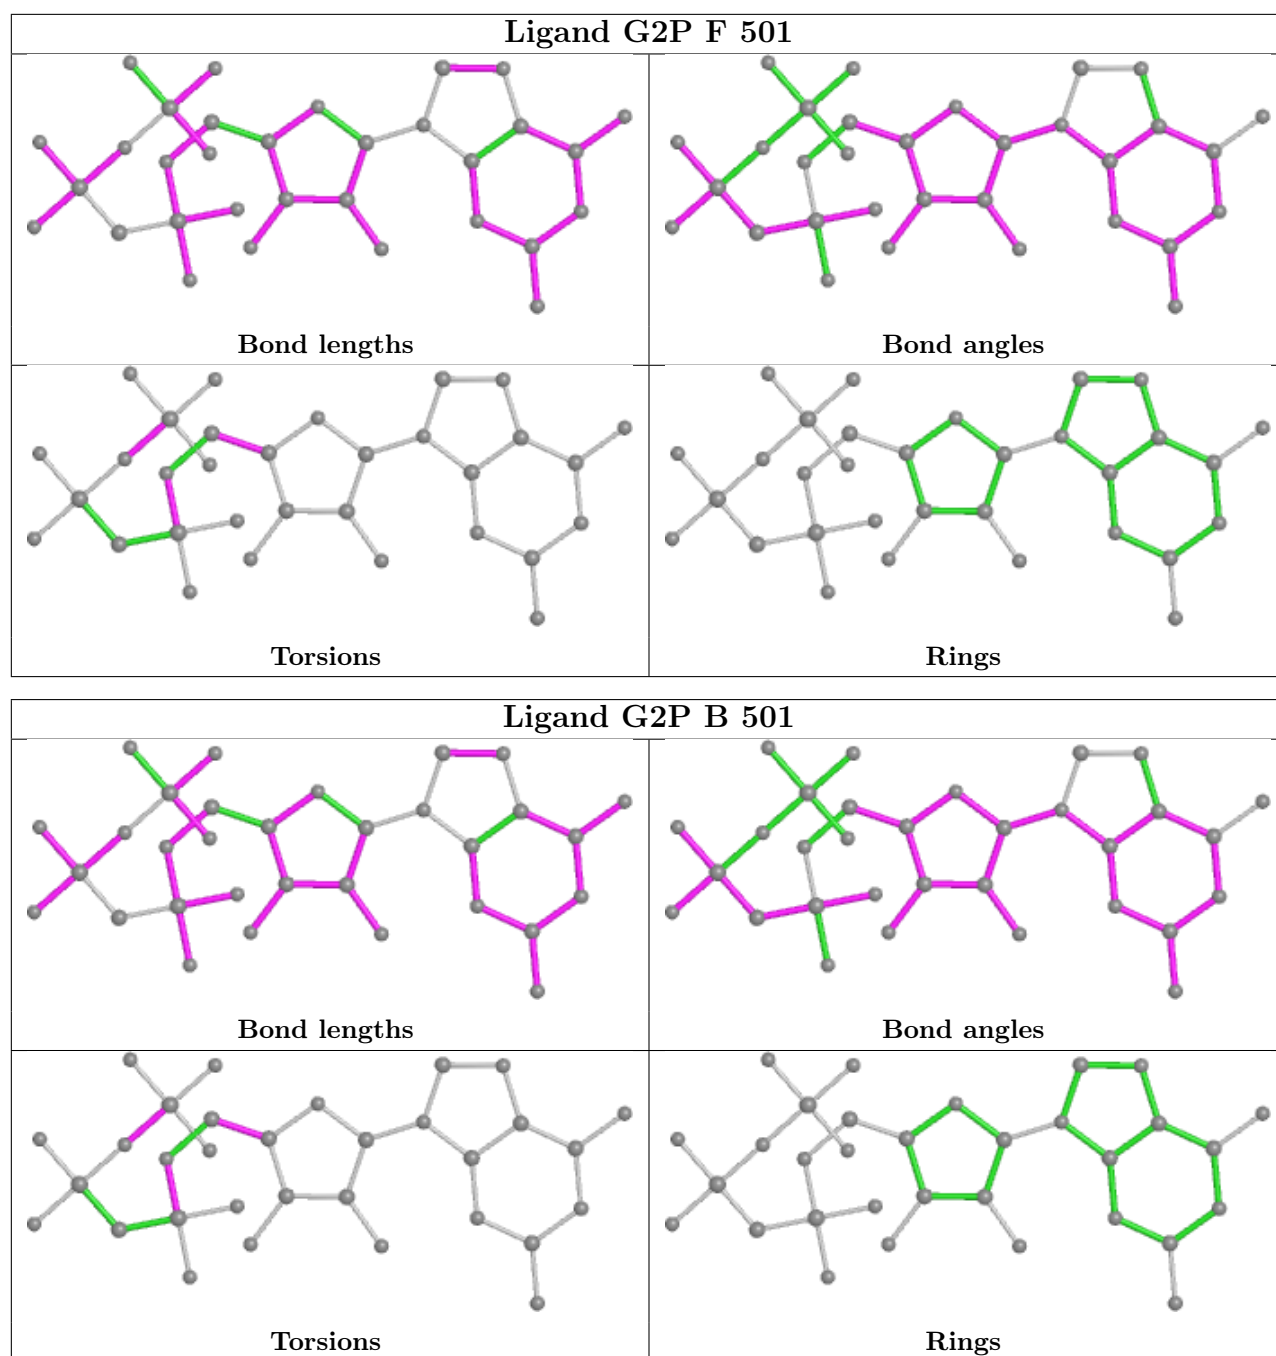 Ligand G2P F 501
Bond lengths
Bond angles
Torsions
Rings
Ligand G2P B 501
Bond lengths
Bond angles
Torsions
Rings